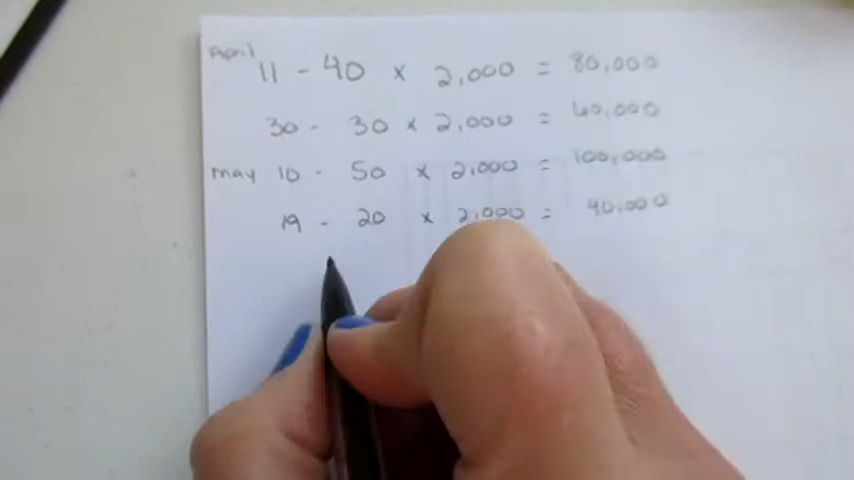 April 11 - 40 x 2,000 = 80,000
30 - 30 x 2,000 = 60,000
may 10 - 50 x 2,000 = 100,000
19 - 20 x 2,000 = 40,000